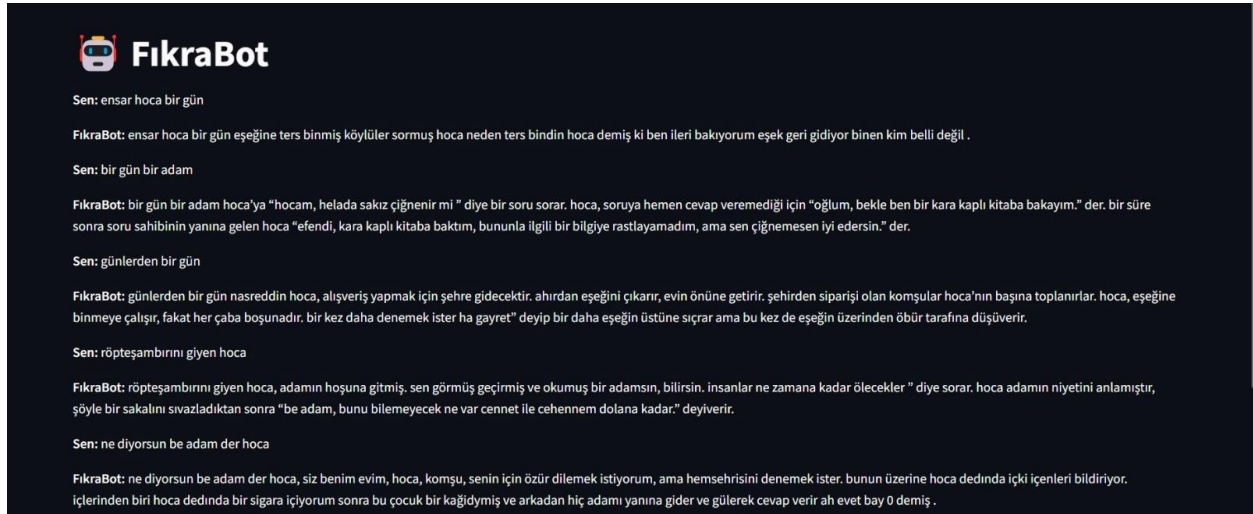 FıkraBot
Sen: ensar hoca bir gün
FıkraBot: ensar hoca bir gün eşeğine ters binmiş köylüler sormuş hoca neden ters bindin hoca demiş ki ben ileri bakıyorum eşek geri gidiyor binen kim belli değil .
Sen: bir gün bir adam
FıkraBot: bir gün bir adam hoca’ya “hocam, helada sakız çiğnenir mi ” diye bir soru sorar. hoca, soruya hemen cevap veremediği için “oğlum, bekle ben bir kara kaplı kitaba bakayım.” der. bir süre
sonra soru sahibinin yanına gelen hoca “efendi, kara kaplı kitaba baktım, bununla ilgili bir bilgiye rastlayamadım, ama sen çiğnemesen iyi edersin.” der.
Sen: günlerden bir gün
FıkraBot: günlerden bir gün nasreddin hoca, alışveriş yapmak için şehre gidecektir. ahırdan eşeğini çıkarır, evin önüne getirir. şehirden siparişi olan komşular hoca’nın başına toplanırlar. hoca, eşeğine
binmeye çalışır, fakat her çaba boşunadır. bir kez daha denemek ister ha gayret” deyip bir daha eşeğin üstüne sıçrar ama bu kez de eşeğin üzerinden öbür tarafına düşüverir.
Sen: röpteşambırını giyen hoca
FıkraBot: röpteşambırını giyen hoca, adamın hoşuna gitmiş. sen görmüş geçirmiş ve okumuş bir adamsın, bilirsin. insanlar ne zamana kadar ölecekler ” diye sorar. hoca adamın niyetini anlamıştır,
şöyle bir sakalını sıvazladıktan sonra “be adam, bunu bilemeyecek ne var cennet ile cehennem dolana kadar.” deyiverir.
Sen: ne diyorsun be adam der hoca
FıkraBot: ne diyorsun be adam der hoca, siz benim evim, hoca, komşu, senin için özür dilemek istiyorum, ama hemsehrisini denemek ister. bunun üzerine hoca dedında içki içenleri bildiriyor.
içlerinden biri hoca dedında bir sigara içiyorum sonra bu çocuk bir kağidymiş ve arkadan hiç adamı yanına gider ve gülerek cevap verir ah evet bay 0 demiş .